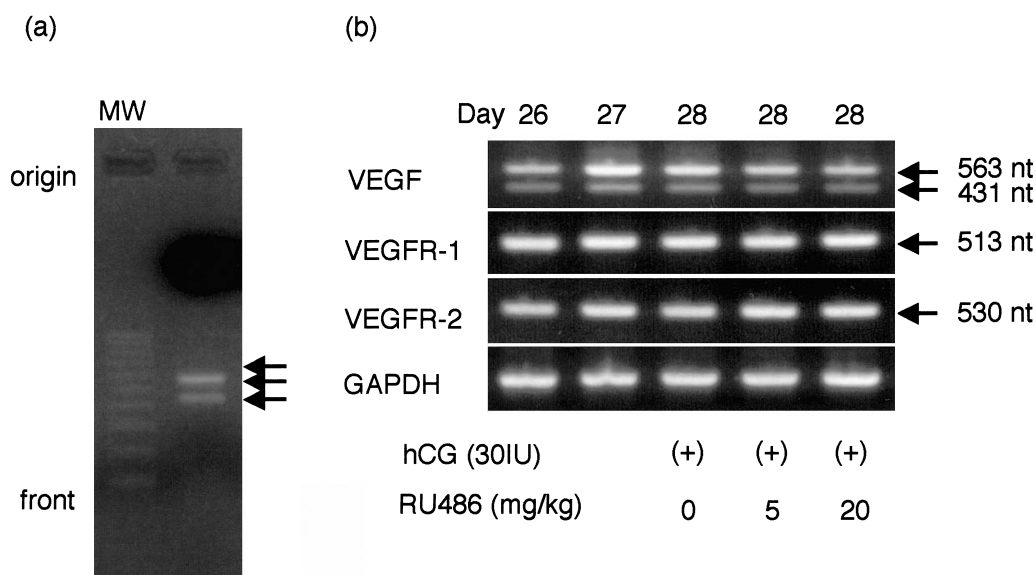 (a)
(b)
MW
origin
front
Day 26 27 28 28 28
VEGF
563 nt
431 nt
VEGFR-1
513 nt
VEGFR-2
530 nt
GAPDH
hCG (30IU) (+) (+) (+)
RU486 (mg/kg) 0 5 20